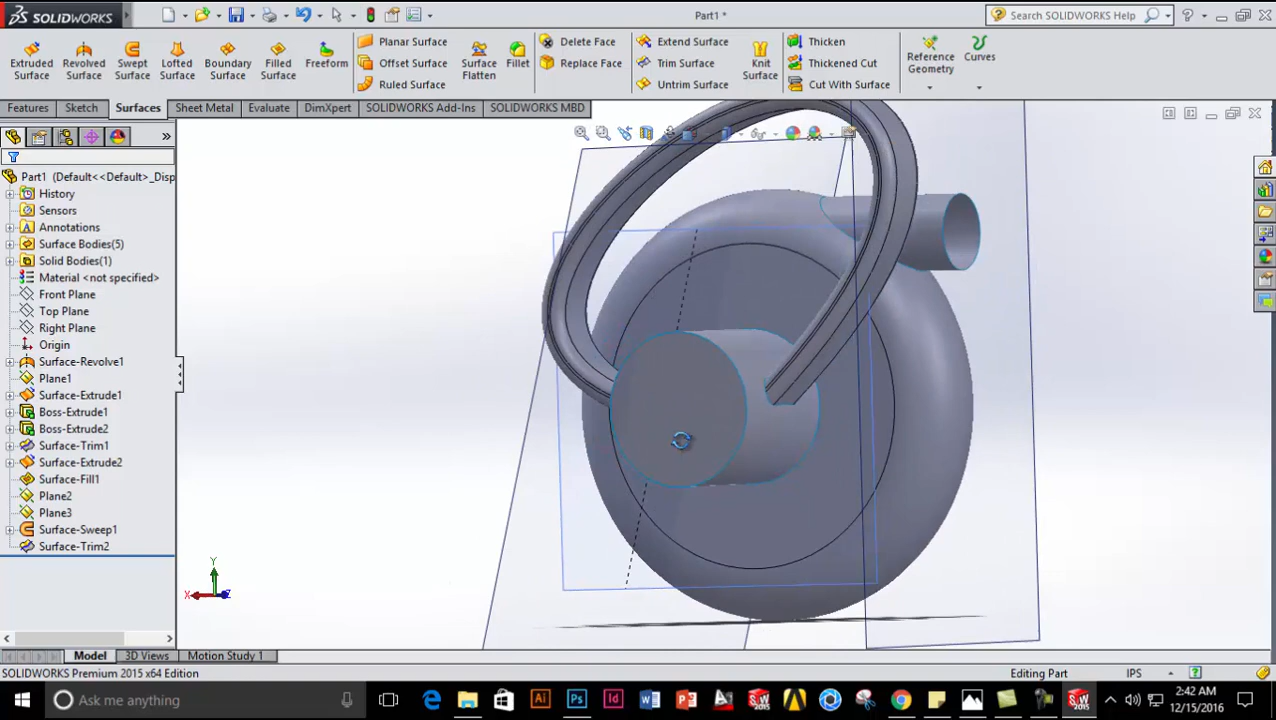 SOLIDWORKS
Part1 *
Search SOLIDWORKS Help
Extruded Surface
Revolved Surface
Swept Surface
Lofted Surface
Boundary Surface
Filled Surface
Freeform
Planar Surface
Offset Surface
Ruled Surface
Surface Flatten
Fillet
Delete Face
Replace Face
Extend Surface
Trim Surface
Untrim Surface
Knit Surface
Thicken
Thickened Cut
Cut With Surface
Reference Geometry
Curves
Features Sketch Surfaces Sheet Metal Evaluate DimXpert SOLIDWORKS Add-Ins SOLIDWORKS MBD
Part1 (Default<<Default>_Disp
History
Sensors
Annotations
Surface Bodies(5)
Solid Bodies(1)
Material <not specified>
Front Plane
Top Plane
Right Plane
Origin
Surface-Revolve1
Plane1
Surface-Extrude1
Boss-Extrude1
Boss-Extrude2
Surface-Trim1
Surface-Extrude2
Surface-Fill1
Plane2
Plane3
Surface-Sweep1
Surface-Trim2
Y
X
Z
Model 3D Views Motion Study 1
SOLIDWORKS Premium 2015 x64 Edition
Editing Part
IPS
Ask me anything
2:42 AM
12/15/2016